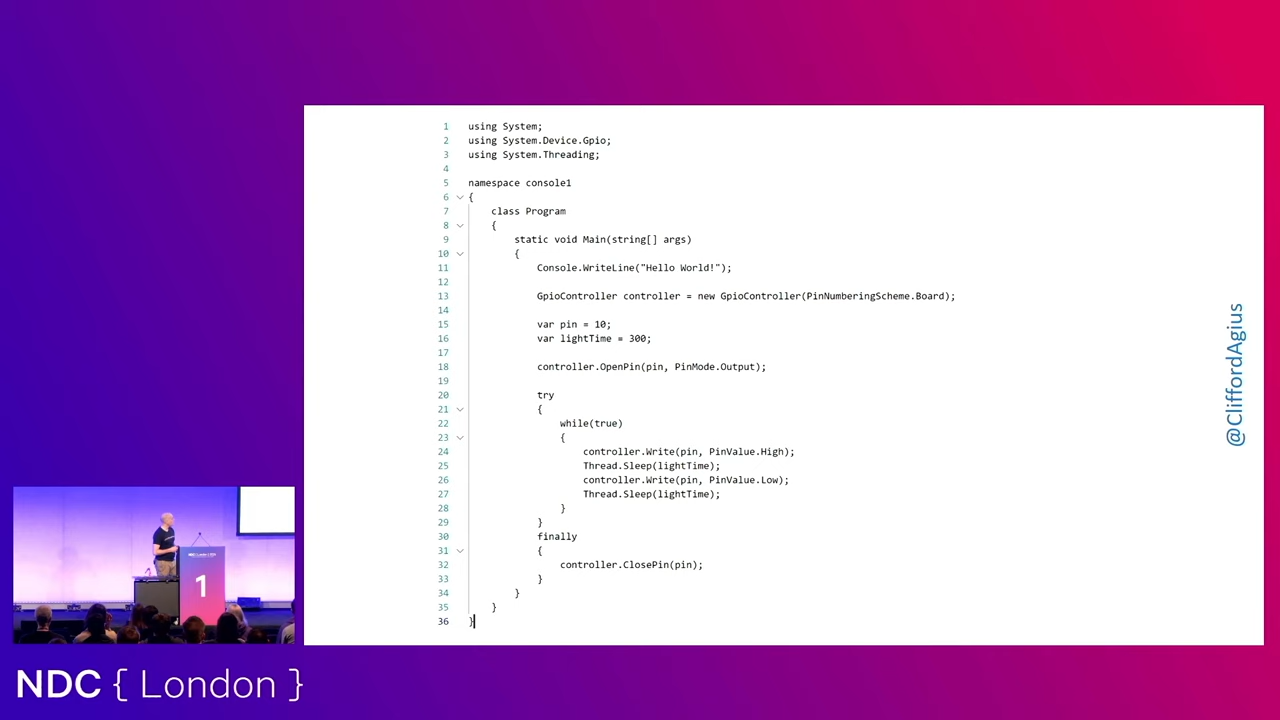 1 using System;
2 using System.Device.Gpio;
3 using System.Threading;
4
5 namespace console1
6 {
7 class Program
8 {
9 static void Main(string[] args)
10 {
11 Console.WriteLine("Hello World!");
12
13 GpioController controller = new GpioController(PinNumberingScheme.Board);
14
15 var pin = 10;
16 var lightTime = 300;
17
18 controller.OpenPin(pin, PinMode.Output);
19
20 try
21 {
22 while(true)
23 {
24 controller.Write(pin, PinValue.High);
25 Thread.Sleep(lightTime);
26 controller.Write(pin, PinValue.Low);
27 Thread.Sleep(lightTime);
28 }
29 }
30 finally
31 {
32 controller.ClosePin(pin);
33 }
34 }
35 }
36 }
@CliffordAgius
1
NDC { London }